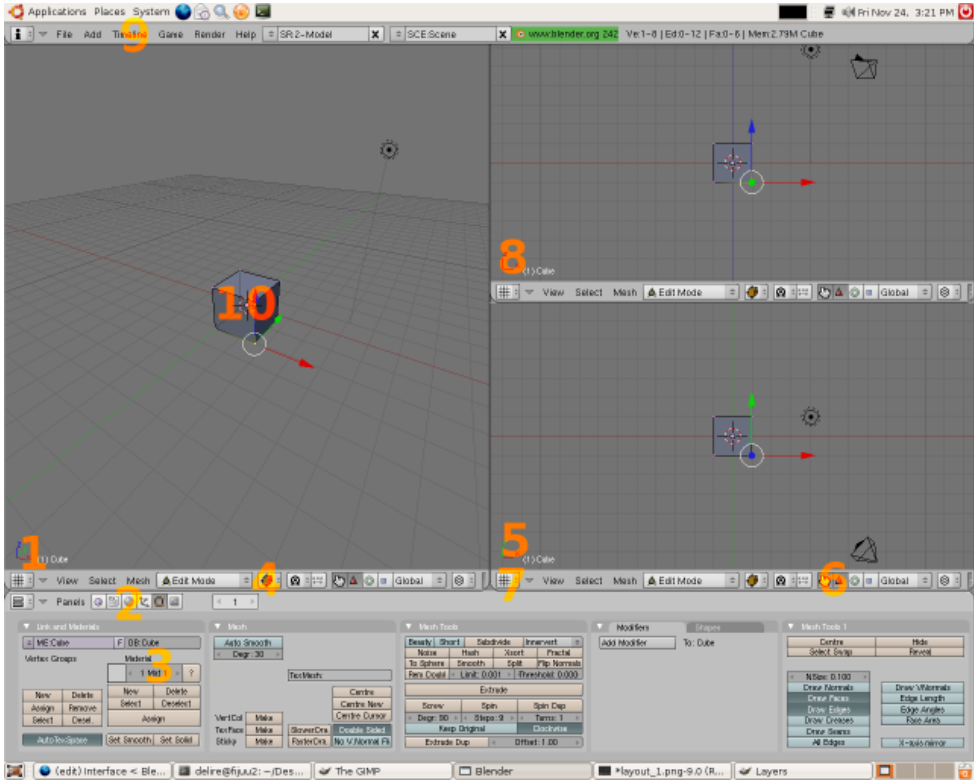 Applications Places System Fri Nov 24, 3:21 PM
File Add Timeline Game Render Help SR:2-Model X SCE:Scene X www.blender.org 242 Ve:1-8 | Ed:0-12 | Fa:0-6 | Mem:2.79M Cube
9
8
(1) Cube
View Select Mesh Edit Mode Global
10
1
(1) Cube
5
(1) Cube
View Select Mesh Edit Mode 4 Global
7 View Select Mesh Edit Mode 6 Global
Panels 2 1
Link and Materials
ME:Cube F OB:Cube
Vertex Groups Material
3
1 Mat 1 ?
New Delete New Delete
Assign Remove Select Deselect
Select Desel. Assign
AutoTexSpace Set Smooth Set Solid
Mesh
Auto Smooth
Degr: 30
TexMesh:
Centre
Centre New
Centre Cursor
VertCol Make
TexFace Make SlowerDra Double Sided
Sticky Make FasterDra No V.Normal Fli
Mesh Tools
Beauty Short Subdivide Innervert
Noise Hash Xsort Fractal
To Sphere Smooth Split Flip Normals
Rem Doubl Limit: 0.001 Threshold: 0.000
Extrude
Screw Spin Spin Dup
Degr: 90 Steps: 9 Turns: 1
Keep Original Clockwise
Extrude Dup Offset: 1.00
Modifiers Shapes
Add Modifier To: Cube
Mesh Tools 1
Centre Hide
Select Swap Reveal
NSize: 0.100
Draw Normals Draw VNormals
Draw Faces Edge Length
Draw Edges Edge Angles
Draw Creases Face Area
Draw Seams
All Edges X-axis mirror
(edit) Interface < Ble... delire@fijuu2: ~/Des... The GIMP Blender *layout_1.png-9.0 (R... Layers